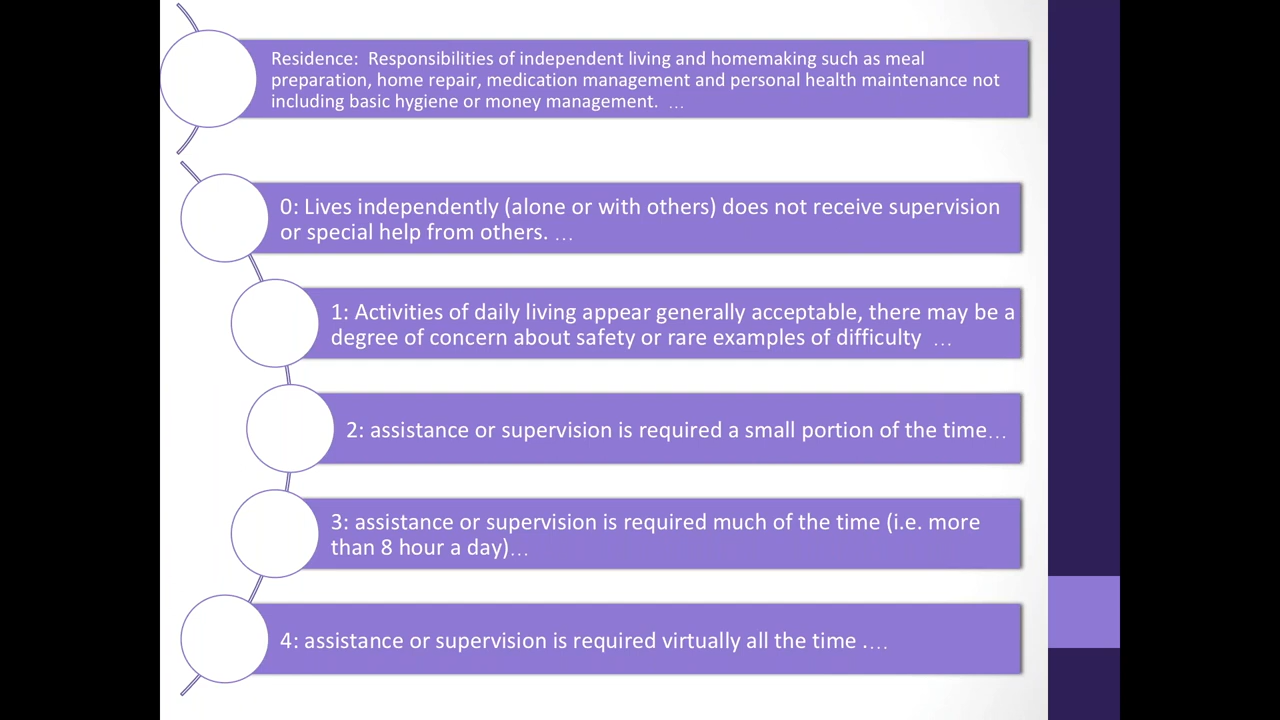 Residence:  Responsibilities of independent living and homemaking such as meal
preparation, home repair, medication management and personal health maintenance not
including basic hygiene or money management.  ...
0: Lives independently (alone or with others) does not receive supervision
or special help from others. ...
1: Activities of daily living appear generally acceptable, there may be a
degree of concern about safety or rare examples of difficulty  ...
2: assistance or supervision is required a small portion of the time...
3: assistance or supervision is required much of the time (i.e. more
than 8 hour a day)...
4: assistance or supervision is required virtually all the time ....